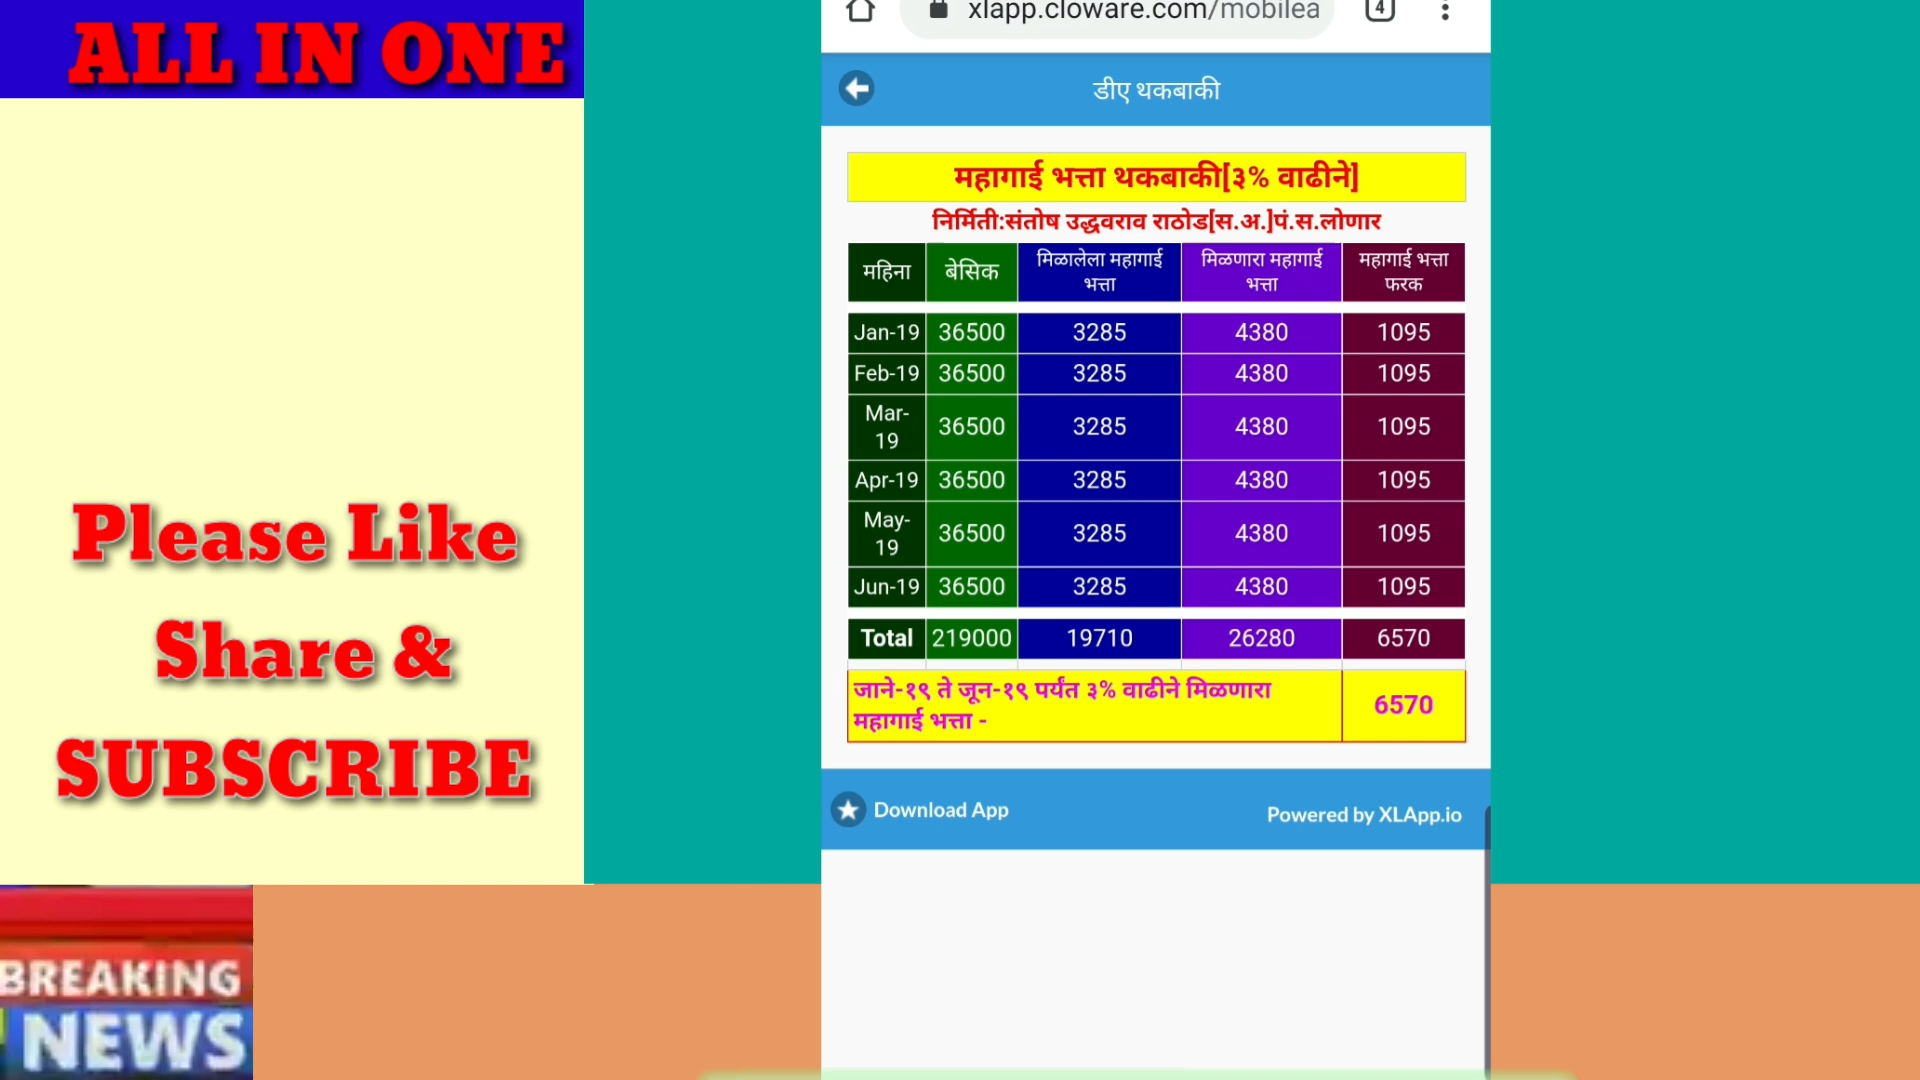 ALL IN ONE
Please Like
Share &
SUBSCRIBE
BREAKING
NEWS
xlapp.cloware.com/mobilea
4
डीए थकबाकी
महागाई भत्ता थकबाकी[३% वाढीने]
निर्मिती:संतोष उद्धवराव राठोड[स.अ.]पं.स.लोणार
महिना बेसिक मिळालेला महागाई भत्ता मिळणारा महागाई भत्ता महागाई भत्ता फरक
Jan-19 36500 3285 4380 1095
Feb-19 36500 3285 4380 1095
Mar-19 36500 3285 4380 1095
Apr-19 36500 3285 4380 1095
May-19 36500 3285 4380 1095
Jun-19 36500 3285 4380 1095
Total 219000 19710 26280 6570
जाने-१९ ते जून-१९ पर्यंत ३% वाढीने मिळणारा
महागाई भत्ता - 6570
Download App
Powered by XLApp.io